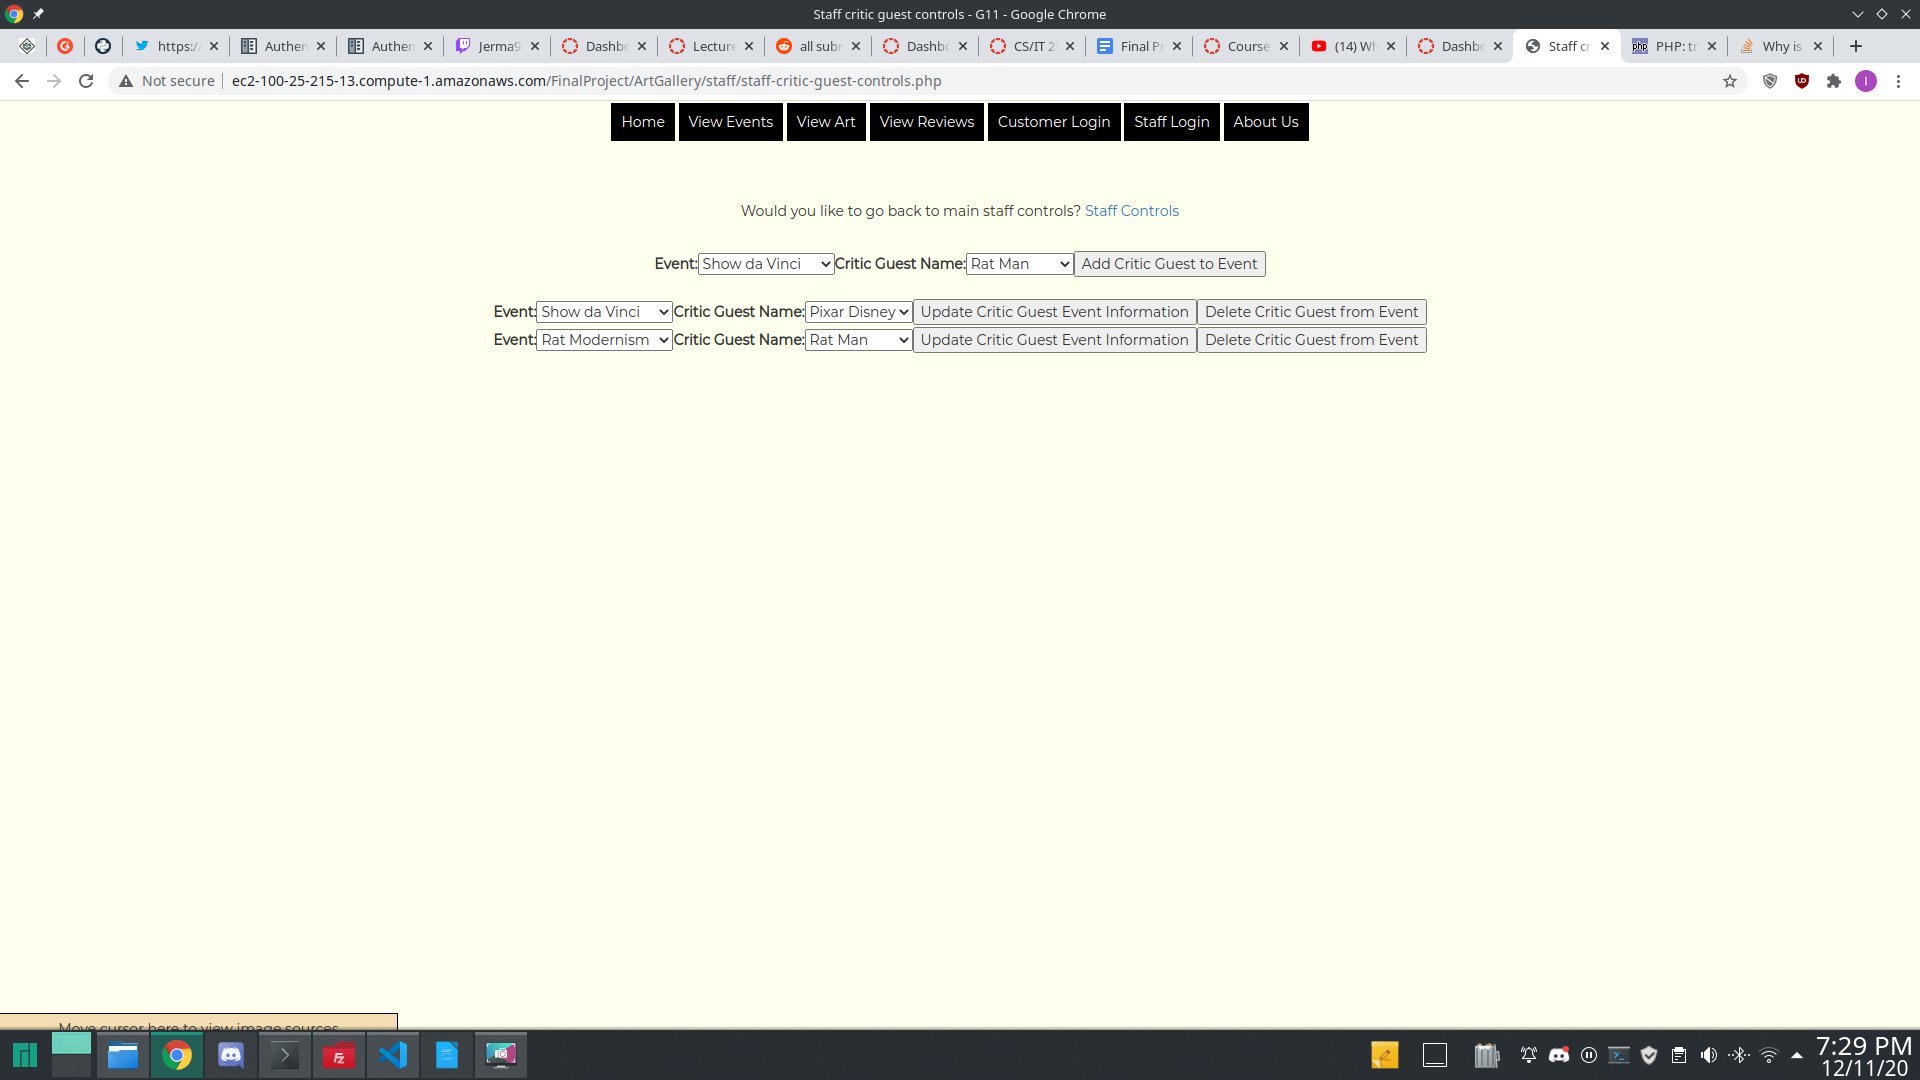 Staff critic guest controls - G11 - Google Chrome
https:/ Authen Authen Jerma9 Dashbo Lecture all subr Dashbo CS/IT 2 Final Pr Course (14) Wh Dashbo Staff cr PHP: tr Why is
Not secure ec2-100-25-215-13.compute-1.amazonaws.com/FinalProject/ArtGallery/staff/staff-critic-guest-controls.php
Home View Events View Art View Reviews Customer Login Staff Login About Us
Would you like to go back to main staff controls? Staff Controls
Event: Show da Vinci Critic Guest Name: Rat Man Add Critic Guest to Event
Event: Show da Vinci Critic Guest Name: Pixar Disney Update Critic Guest Event Information Delete Critic Guest from Event
Event: Rat Modernism Critic Guest Name: Rat Man Update Critic Guest Event Information Delete Critic Guest from Event
Move cursor here to view image sources
7:29 PM
12/11/20